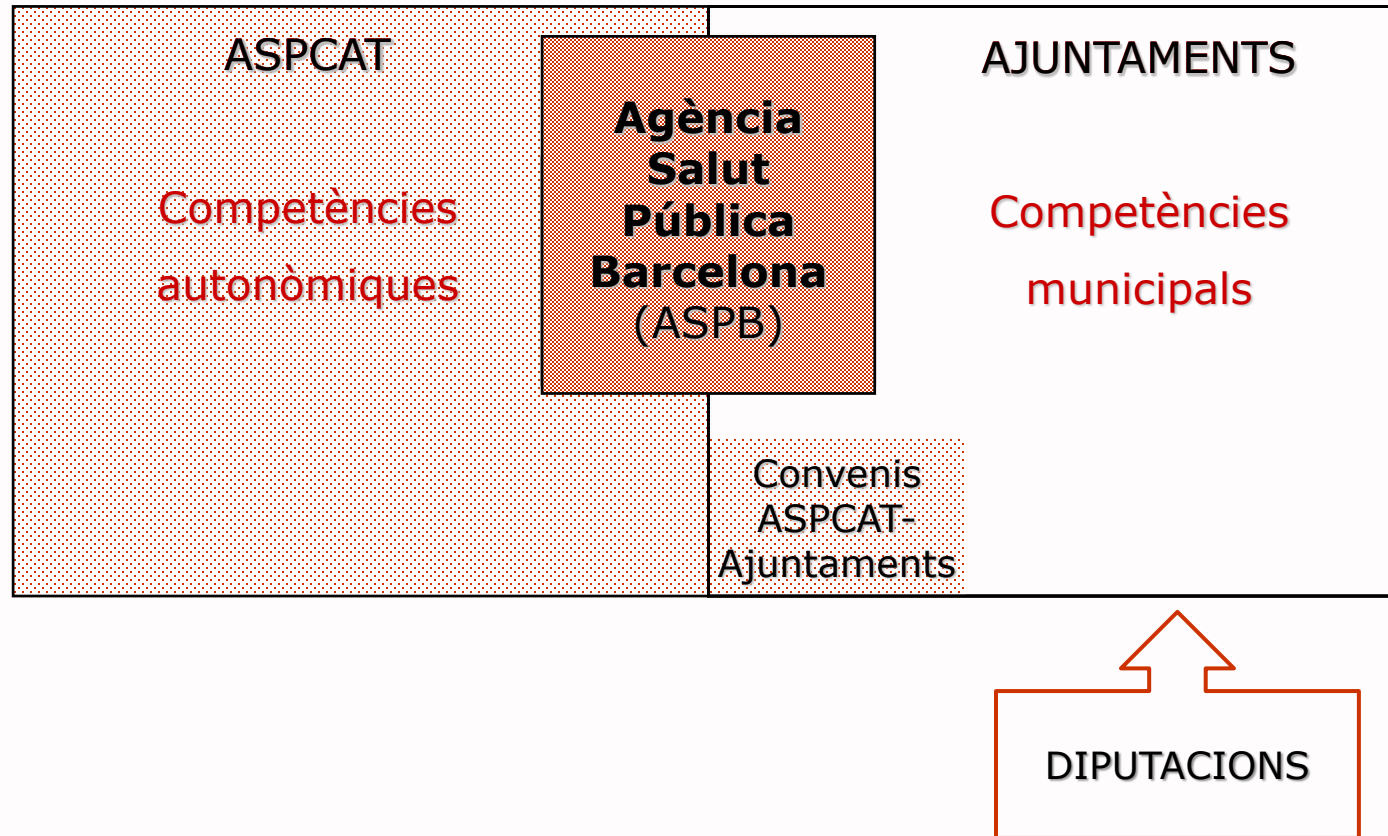 ASPCAT
Competències
autonòmiques
Agència
Salut
Pública
Barcelona
(ASPB)
AJUNTAMENTS
Competències
municipals
Convenis
ASPCAT-
Ajuntaments
DIPUTACIONS